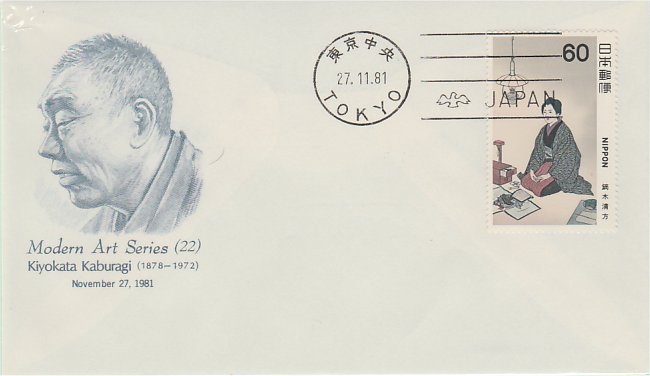 Modern Art Series (22)
Kiyokata Kaburagi (1878–1972)
November 27, 1981
東京中央
27.11.81
TOKYO
JAPAN
60
日本郵便
NIPPON
鏑木清方